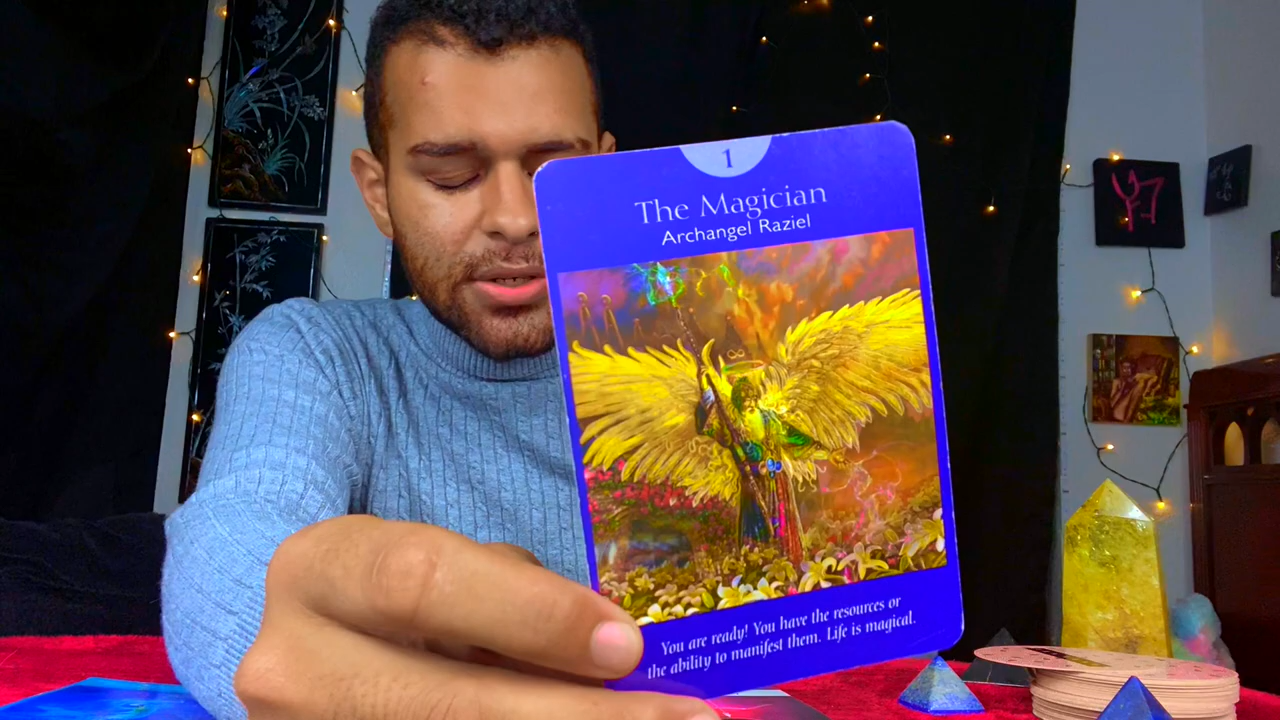 1
The Magician
Archangel Raziel
You are ready! You have the resources or
the ability to manifest them. Life is magical.